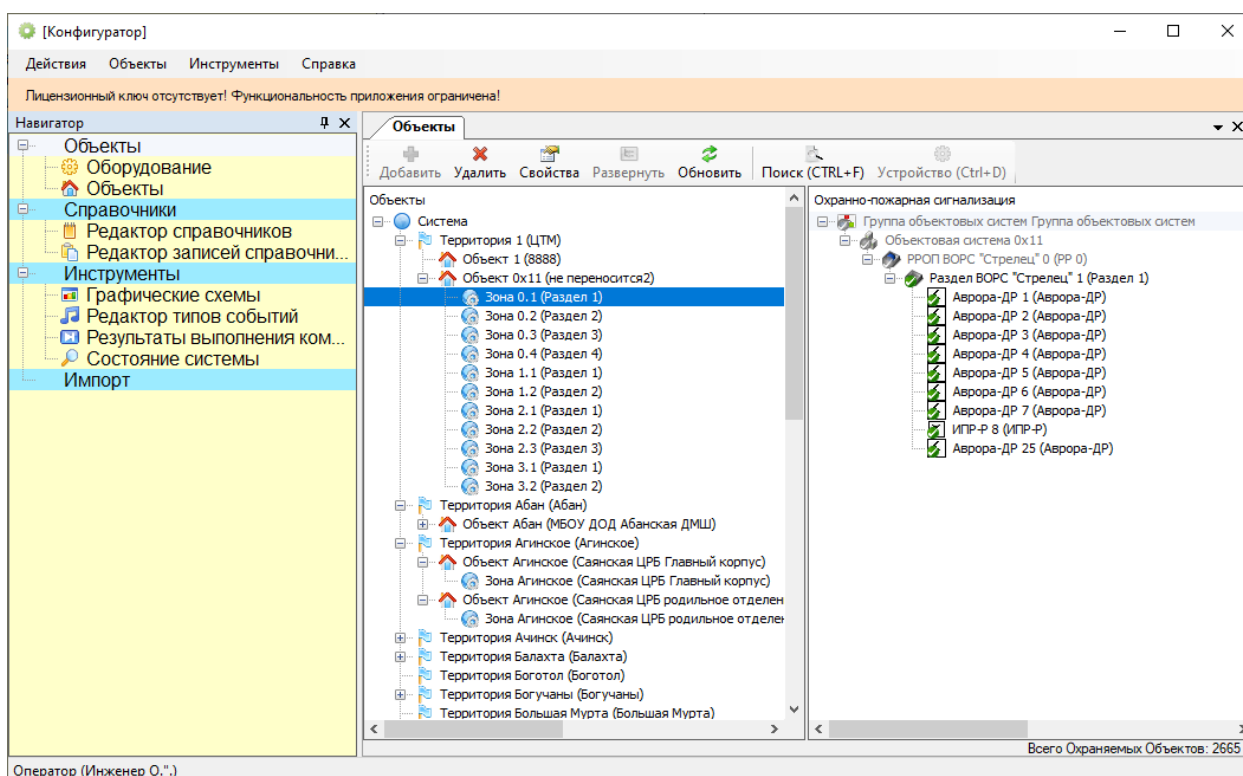 [Конфигуратор]
Действия Объекты Инструменты Справка
Лицензионный ключ отсутствует! Функциональность приложения ограничена!
Навигатор
Объекты
Оборудование
Объекты
Справочники
Редактор справочников
Редактор записей справочни...
Инструменты
Графические схемы
Редактор типов событий
Результаты выполнения ком...
Состояние системы
Импорт
Объекты
Добавить Удалить Свойства Развернуть Обновить Поиск (CTRL+F) Устройство (Ctrl+D)
Объекты
Система
Территория 1 (ЦТМ)
Объект 1 (8888)
Объект 0x11 (не переносится2)
Зона 0.1 (Раздел 1)
Зона 0.2 (Раздел 2)
Зона 0.3 (Раздел 3)
Зона 0.4 (Раздел 4)
Зона 1.1 (Раздел 1)
Зона 1.2 (Раздел 2)
Зона 2.1 (Раздел 1)
Зона 2.2 (Раздел 2)
Зона 2.3 (Раздел 3)
Зона 3.1 (Раздел 1)
Зона 3.2 (Раздел 2)
Территория Абан (Абан)
Объект Абан (МБОУ ДОД Абанская ДМШ)
Территория Агинское (Агинское)
Объект Агинское (Саянская ЦРБ Главный корпус)
Зона Агинское (Саянская ЦРБ Главный корпус)
Объект Агинское (Саянская ЦРБ родильное отделен
Зона Агинское (Саянская ЦРБ родильное отделен
Территория Ачинск (Ачинск)
Территория Балахта (Балахта)
Территория Боготол (Боготол)
Территория Богучаны (Богучаны)
Территория Большая Мурта (Большая Мурта)
Охранно-пожарная сигнализация
Группа объектовых систем Группа объектовых систем
Объектовая система 0x11
РРОП ВОРС "Стрелец" 0 (РР 0)
Раздел ВОРС "Стрелец" 1 (Раздел 1)
Аврора-ДР 1 (Аврора-ДР)
Аврора-ДР 2 (Аврора-ДР)
Аврора-ДР 3 (Аврора-ДР)
Аврора-ДР 4 (Аврора-ДР)
Аврора-ДР 5 (Аврора-ДР)
Аврора-ДР 6 (Аврора-ДР)
Аврора-ДР 7 (Аврора-ДР)
ИПР-Р 8 (ИПР-Р)
Аврора-ДР 25 (Аврора-ДР)
Всего Охраняемых Объектов: 2665
Оператор (Инженер О.".)